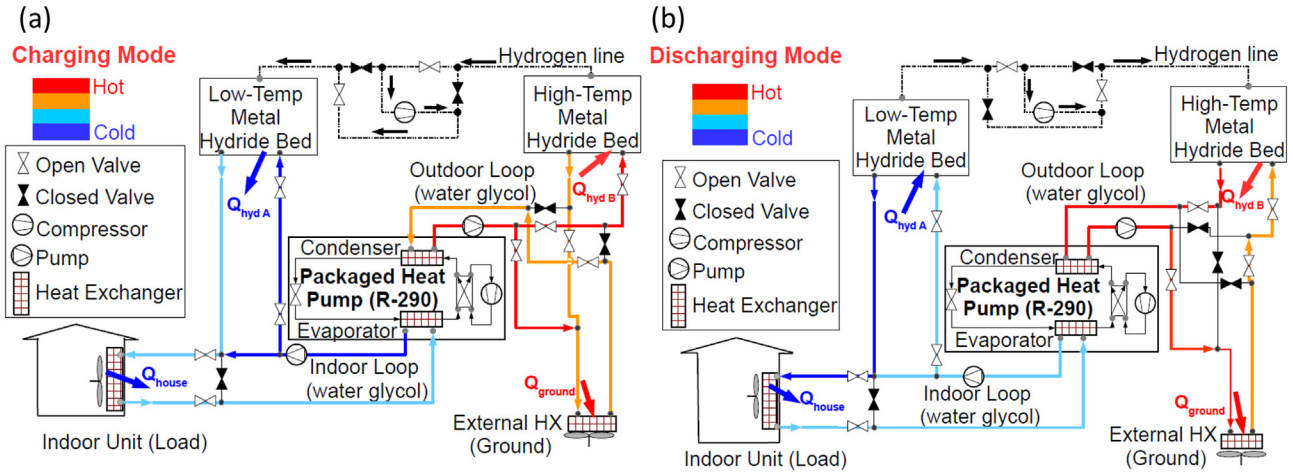 (a)
Charging Mode
Hot
Cold
Open Valve
Closed Valve
Compressor
Pump
Heat Exchanger
Hydrogen line
Low-Temp
Metal
Hydride Bed
High-Temp
Metal
Hydride Bed
Q hyd A
Q hyd B
Outdoor Loop
(water glycol)
Condenser
Packaged Heat
Pump (R-290)
Evaporator
Indoor Loop
(water glycol)
Q house
Q ground
External HX
(Ground)
Indoor Unit (Load)
(b)
Discharging Mode
Hot
Cold
Open Valve
Closed Valve
Compressor
Pump
Heat Exchanger
Hydrogen line
Low-Temp
Metal
Hydride Bed
High-Temp
Metal
Hydride Bed
Q hyd A
Q hyd B
Outdoor Loop
(water glycol)
Condenser
Packaged Heat
Pump (R-290)
Evaporator
Indoor Loop
(water glycol)
Q house
Q ground
External HX
(Ground)
Indoor Unit (Load)